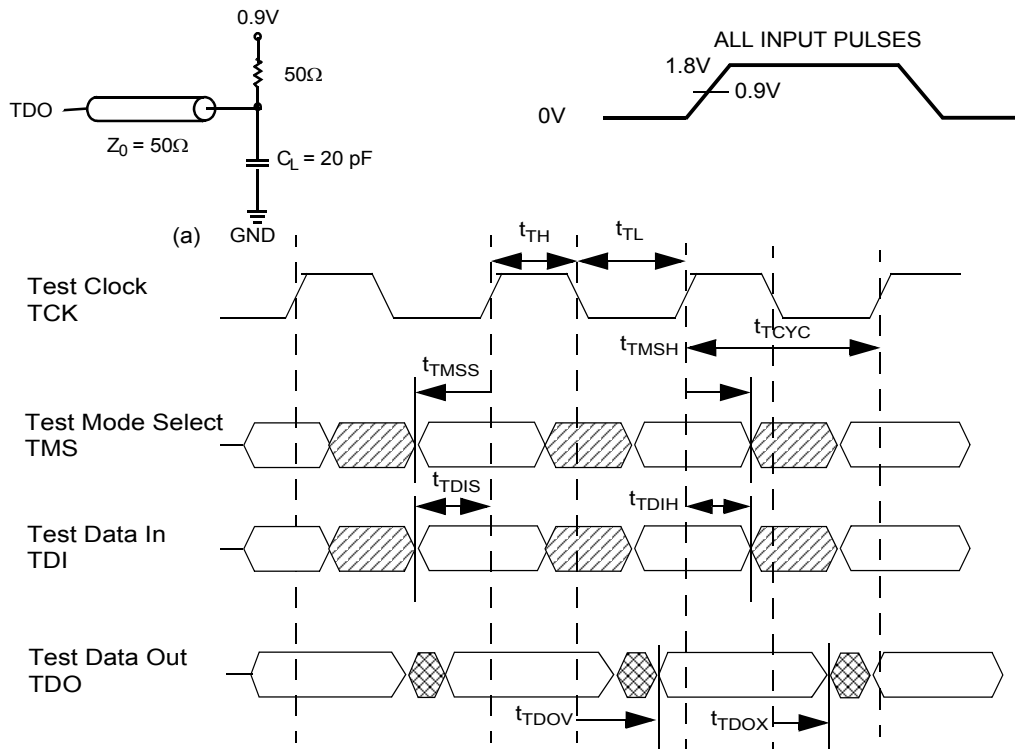 0.9V
ALL INPUT PULSES
50Ω
1.8V
0.9V
TDO
0V
Z0 = 50Ω
CL = 20 pF
(a)
GND
tTH
tTL
Test Clock
TCK
tTMSH
tTCYC
tTMSS
Test Mode Select
TMS
tTDIS
tTDIH
Test Data In
TDI
Test Data Out
TDO
tTDOV
tTDOX